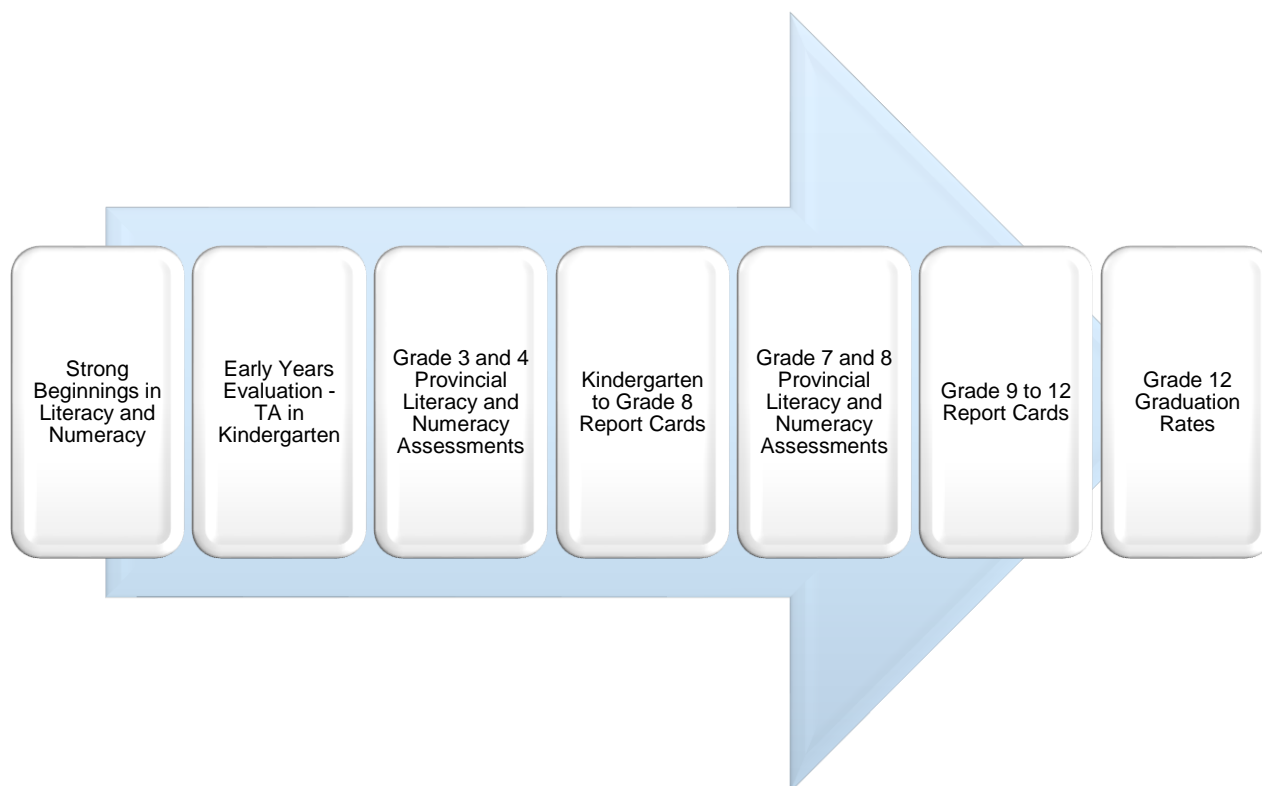 Strong
Beginnings in
Literacy and
Numeracy
Early Years
Evaluation -
TA in
Kindergarten
Grade 3 and 4
Provincial
Literacy and
Numeracy
Assessments
Kindergarten
to Grade 8
Report Cards
Grade 7 and 8
Provincial
Literacy and
Numeracy
Assessments
Grade 9 to 12
Report Cards
Grade 12
Graduation
Rates